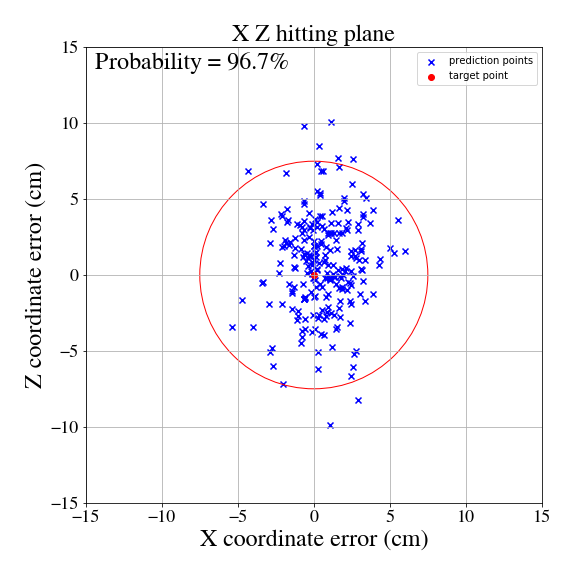 X Z hitting plane
Probability = 96.7%
prediction points
target point
Z coordinate error (cm)
15
10
5
0
−5
−10
−15
−15
−10
−5
0
5
10
15
X coordinate error (cm)